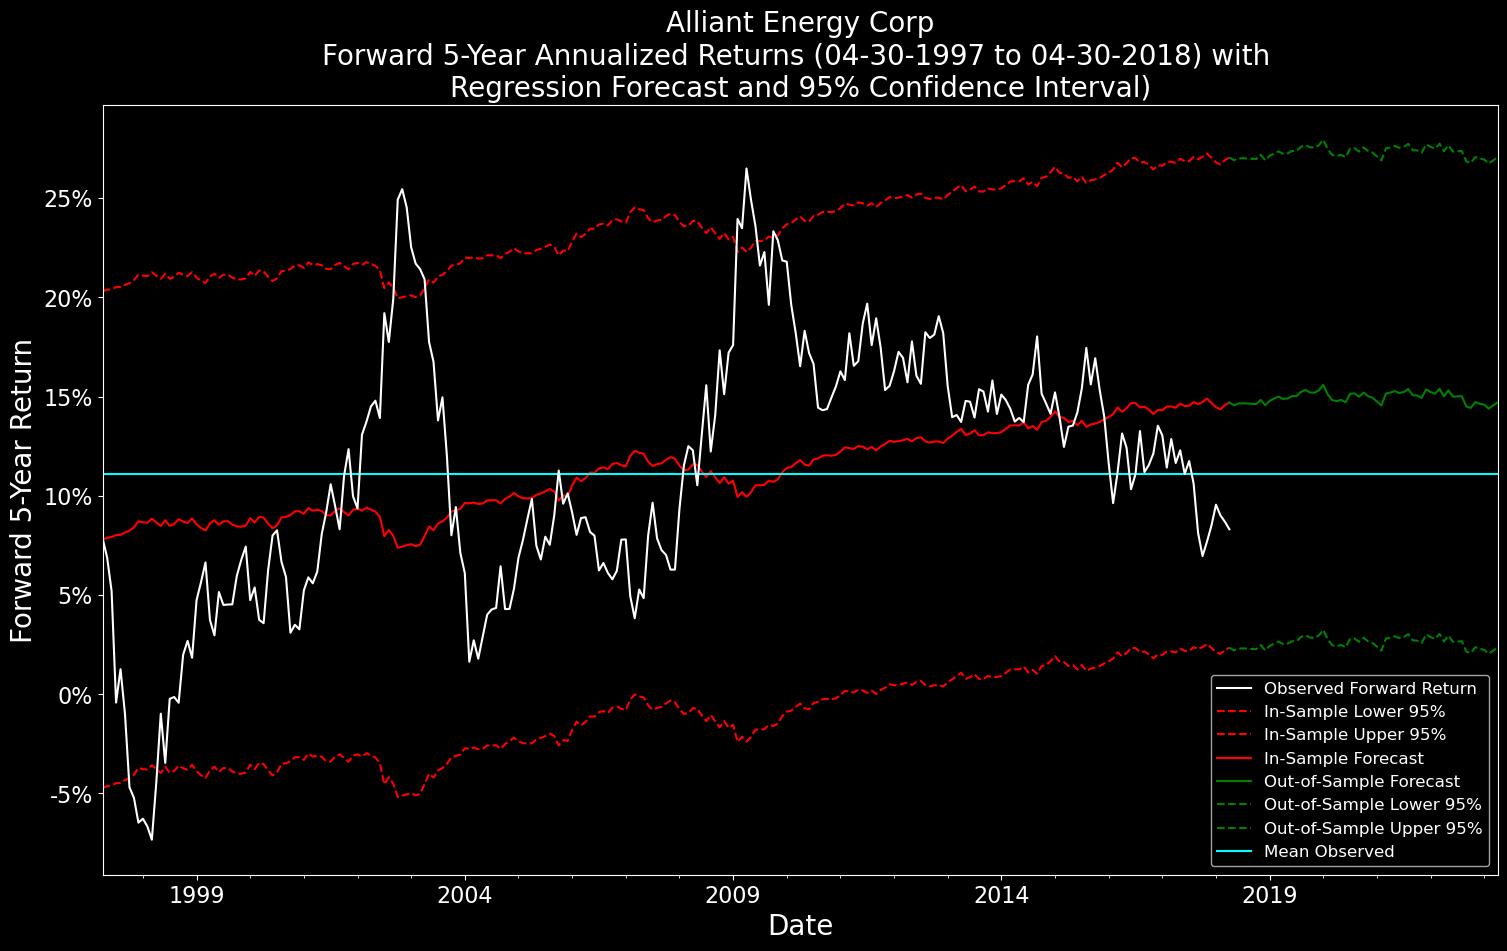 Alliant Energy Corp
Forward 5-Year Annualized Returns (04-30-1997 to 04-30-2018) with
Regression Forecast and 95% Confidence Interval)
Forward 5-Year Return
25%
20%
15%
10%
5%
0%
-5%
1999
2004
2009
2014
2019
Date
Observed Forward Return
In-Sample Lower 95%
In-Sample Upper 95%
In-Sample Forecast
Out-of-Sample Forecast
Out-of-Sample Lower 95%
Out-of-Sample Upper 95%
Mean Observed